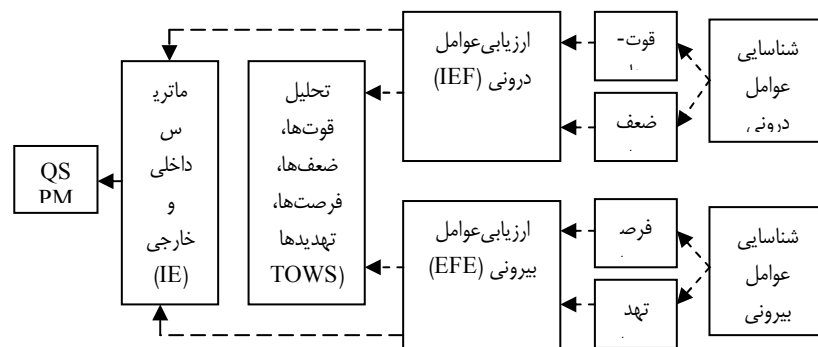 شناسایی
عوامل
درونی
قوت-
ضعف
ارزیابی‌عوامل
درونی (IEF)
تحلیل
قوت‌ها،
ضعف‌ها،
فرصت‌ها،
تهدیدها
TOWS)
ماتری
س
داخلی
و
خارجی
(IE)
QS
PM
شناسایی
عوامل
بیرونی
فرص
تهد
ارزیابی‌عوامل
بیرونی (EFE)